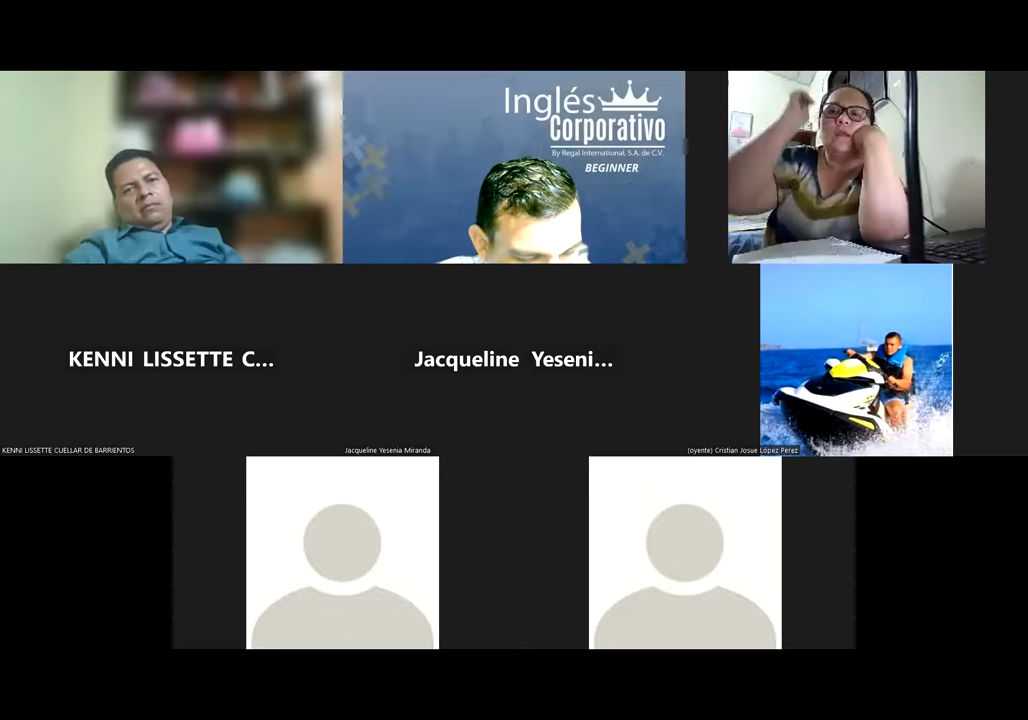 Inglés
Corporativo
By Regal International, S.A. de C.V.
BEGINNER
KENNI LISSETTE C...
Jacqueline Yeseni...
KENNI LISSETTE CUELLAR DE BARRIENTOS
Jacqueline Yesenia Miranda
(oyente) Cristian Josue López Perez